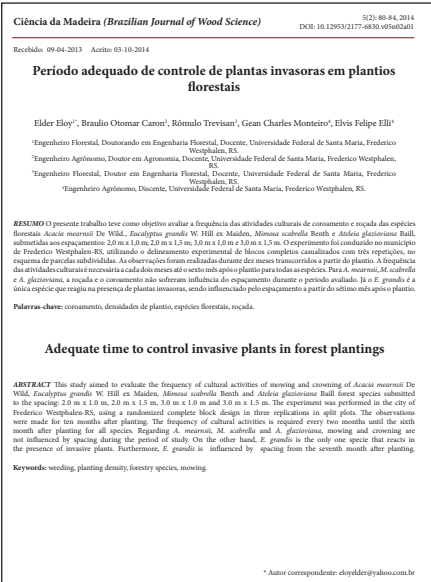 Ciência da Madeira (Brazilian Journal of Wood Science)
5(2): 80-84, 2014
DOI: 10.12953/2177-6830.v05n02a01
Recebido: 09-04-2013 Aceito: 03-10-2014
Período adequado de controle de plantas invasoras em plantios
florestais
Elder Eloy¹*, Braulio Otomar Caron², Rômulo Trevisan³, Gean Charles Monteiro⁴, Elvis Felipe Elli⁴
¹Engenheiro Florestal, Doutorando em Engenharia Florestal, Docente, Universidade Federal de Santa Maria, Frederico
Westphalen, RS.
²Engenheiro Agrônomo, Doutor em Agronomia, Docente, Universidade Federal de Santa Maria, Frederico Westphalen,
RS.
³Engenheiro Florestal, Doutor em Engenharia Florestal, Docente, Universidade Federal de Santa Maria, Frederico
Westphalen, RS.
⁴Engenheiro Agrônomo, Discente, Universidade Federal de Santa Maria, Frederico Westphalen, RS.
RESUMO O presente trabalho teve como objetivo avaliar a frequência das atividades culturais de coroamento e roçada das espécies
florestais Acacia mearnsii De Wild., Eucalyptus grandis W. Hill ex Maiden, Mimosa scabrella Benth e Ateleia glazioviana Baill,
submetidas aos espaçamentos: 2,0 m x 1,0 m; 2,0 m x 1,5 m; 3,0 m x 1,0 m e 3,0 m x 1,5 m. O experimento foi conduzido no município
de Frederico Westphalen-RS, utilizando o delineamento experimental de blocos completos casualizados com três repetições, no
esquema de parcelas subdivididas. As observações foram realizadas durante dez meses transcorridos a partir do plantio. A frequência
das atividades culturais é necessária a cada dois meses até o sexto mês após o plantio para todas as espécies. Para A. mearnsii, M. scabrella
e A. glazioviana, a roçada e o coroamento não sofreram influência do espaçamento durante o período avaliado. Já o E. grandis é a
única espécie que reagiu na presença de plantas invasoras, sendo influenciado pelo espaçamento a partir do sétimo mês após o plantio.
Palavras-chave: coroamento, densidades de plantio, espécies florestais, roçada.
Adequate time to control invasive plants in forest plantings
ABSTRACT This study aimed to evaluate the frequency of cultural activities of mowing and crowning of Acacia mearnsii De
Wild, Eucalyptus grandis W. Hill ex Maiden, Mimosa scabrella Benth and Ateleia glazioviana Baill forest species submitted
to the spacing: 2.0 m x 1.0 m, 2.0 m x 1.5 m, 3.0 m x 1.0 m and 3.0 m x 1.5 m. The experiment was performed in the city of
Frederico Westphalen-RS, using a randomized complete block design in three replications in split plots. The observations
were made for ten months after planting. The frequency of cultural activities is required every two months until the sixth
month after planting for all species. Regarding A. mearnsii, M. scabrella and A. glazioviana, mowing and crowning are
not influenced by spacing during the period of study. On the other hand, E. grandis is the only specie that reacts in
the presence of invasive plants. Furthermore, E. grandis is influenced by spacing from the seventh month after planting.
Keywords: weeding, planting density, forestry species, mowing.
* Autor correspondente: eloyelder@yahoo.com.br